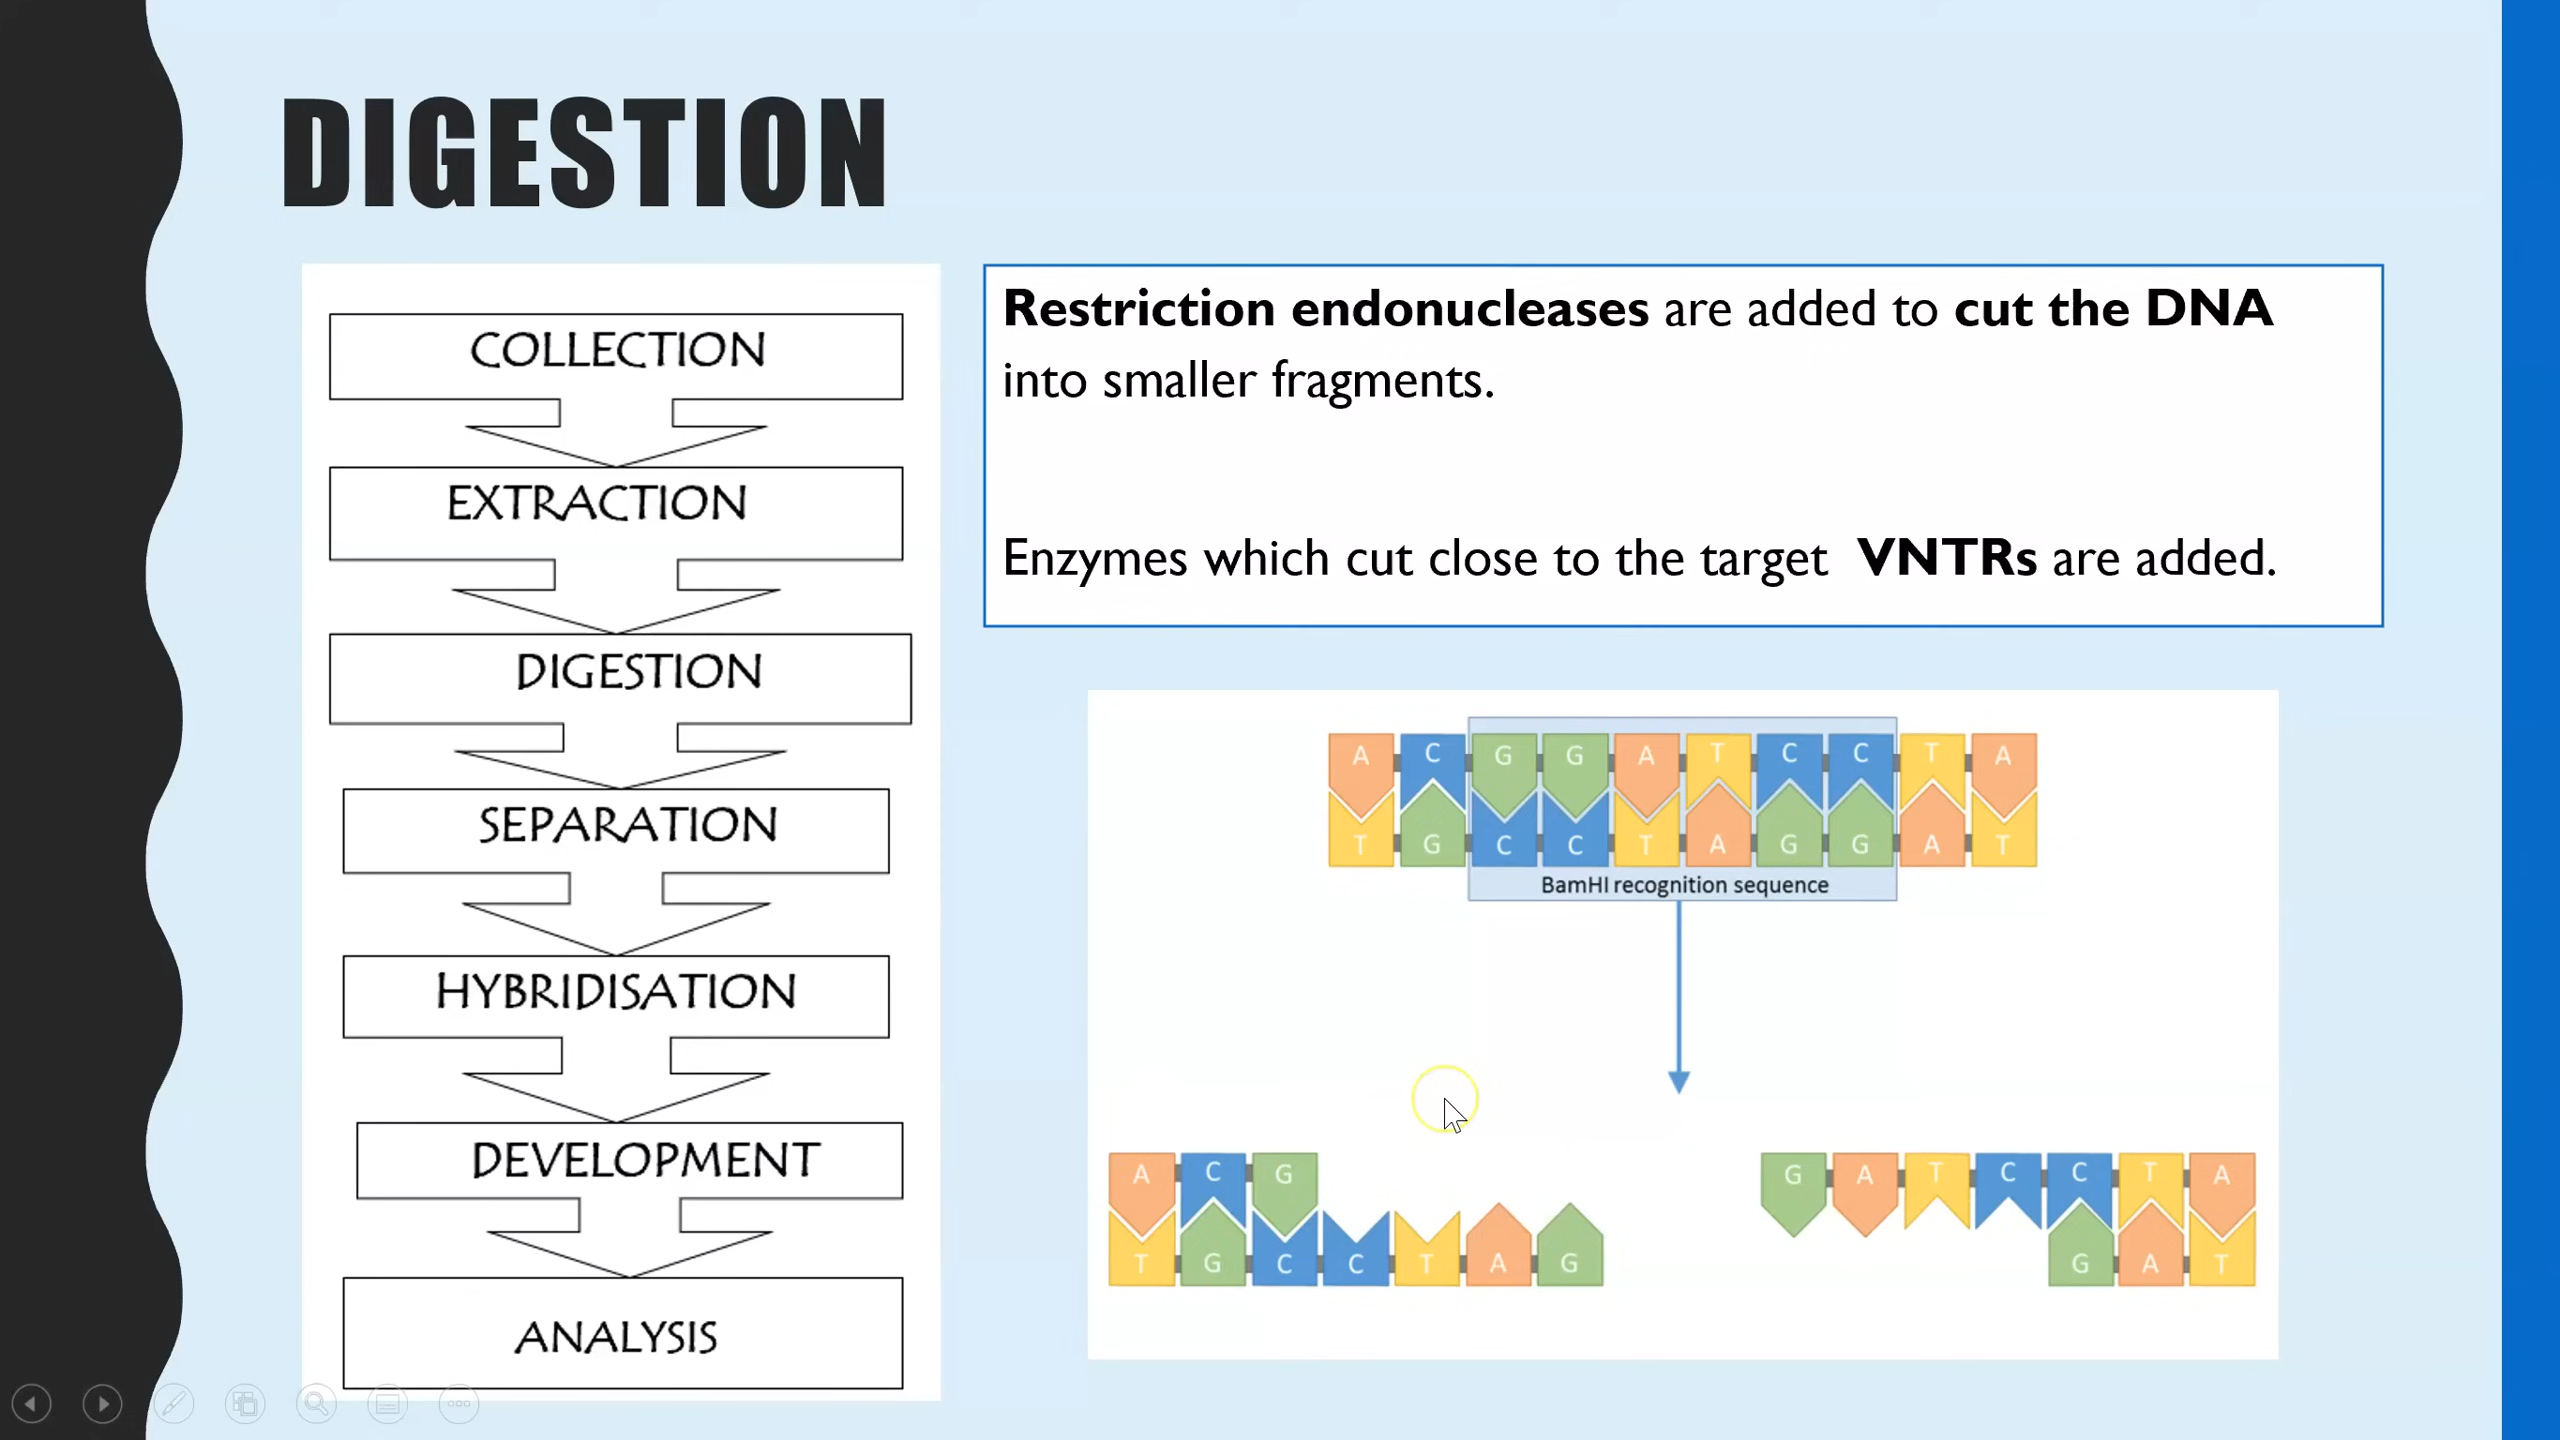 DIGESTION
COLLECTION
EXTRACTION
DIGESTION
SEPARATION
HYBRIDISATION
DEVELOPMENT
ANALYSIS
Restriction endonucleases are added to cut the DNA
into smaller fragments.
Enzymes which cut close to the target VNTRs are added.
A C G G A T C C T A
T G C C T A G G A T
BamHI recognition sequence
A C G
T G C C T A G
G A T C C T A
G A T